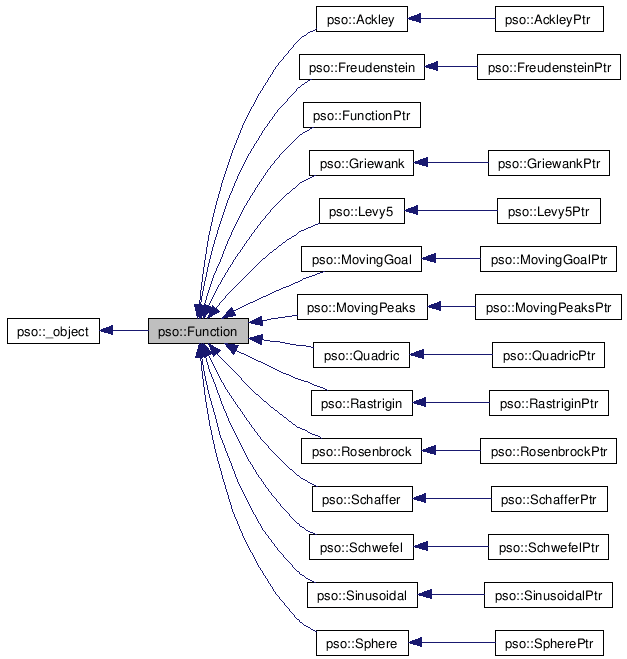 pso::Ackley pso::AckleyPtr
pso::Freudenstein pso::FreudensteinPtr
pso::FunctionPtr
pso::Griewank pso::GriewankPtr
pso::Levy5 pso::Levy5Ptr
pso::MovingGoal pso::MovingGoalPtr
pso::MovingPeaks pso::MovingPeaksPtr
pso::_object pso::Function
pso::Quadric pso::QuadricPtr
pso::Rastrigin pso::RastriginPtr
pso::Rosenbrock pso::RosenbrockPtr
pso::Schaffer pso::SchafferPtr
pso::Schwefel pso::SchwefelPtr
pso::Sinusoidal pso::SinusoidalPtr
pso::Sphere pso::SpherePtr